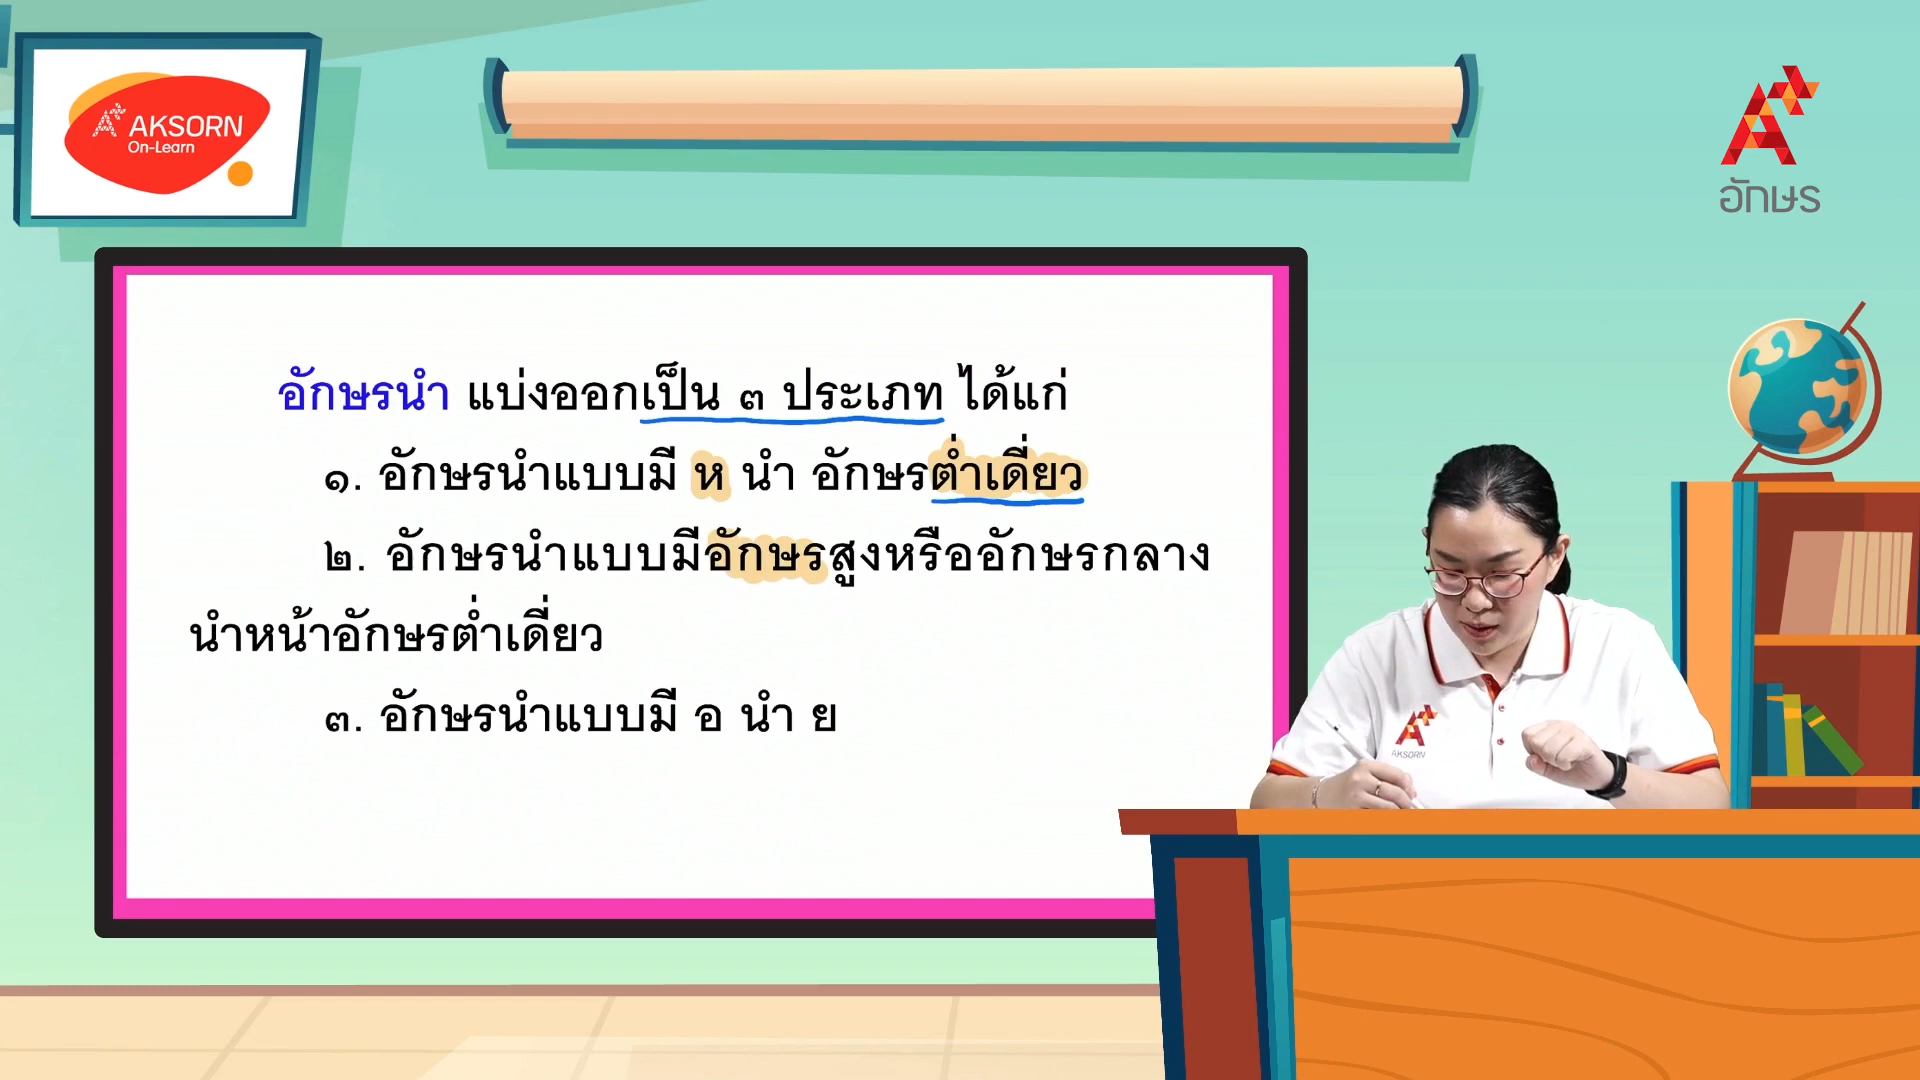 AKSORN
On-Learn
อักษร
อักษรนำ แบ่งออกเป็น ๓ ประเภท ได้แก่
๑. อักษรนำแบบมี ห นำ อักษรต่ำเดี่ยว
๒. อักษรนำแบบมีอักษรสูงหรืออักษรกลาง
นำหน้าอักษรต่ำเดี่ยว
๓. อักษรนำแบบมี อ นำ ย
AKSORN